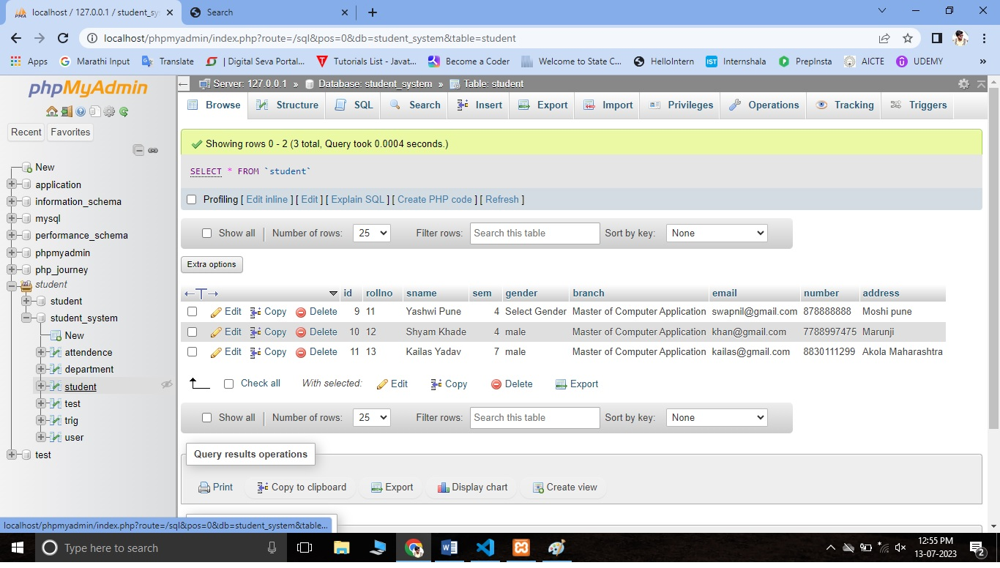 localhost / 127.0.0.1 / student_sy
Search
localhost/phpmyadmin/index.php?route=/sql&pos=0&db=student_system&table=student
Apps
Marathi Input
Translate
| Digital Seva Portal...
Tutorials List - Javat...
Become a Coder
Welcome to State C...
HelloIntern
IST Internshala
PrepInsta
AICTE
UDEMY
»
phpMyAdmin
Recent Favorites
New
application
information_schema
mysql
performance_schema
phpmyadmin
php_journey
student
student
student_system
New
attendence
department
student
test
trig
user
test
Server: 127.0.0.1 » Database: student_system » Table: student
Browse Structure SQL Search Insert Export Import Privileges Operations Tracking Triggers
Showing rows 0 - 2 (3 total, Query took 0.0004 seconds.)
SELECT * FROM `student`
Profiling [ Edit inline ] [ Edit ] [ Explain SQL ] [ Create PHP code ] [ Refresh ]
Show all | Number of rows: 25 Filter rows: Search this table Sort by key: None
Extra options
←T→ id rollno sname sem gender branch email number address
Edit Copy Delete 9 11 Yashwi Pune 4 Select Gender Master of Computer Application swapnil@gmail.com 878888888 Moshi pune
Edit Copy Delete 10 12 Shyam Khade 4 male Master of Computer Application khan@gmail.com 7788997475 Marunji
Edit Copy Delete 11 13 Kailas Yadav 7 male Master of Computer Application kailas@gmail.com 8830111299 Akola Maharashtra
Check all With selected: Edit Copy Delete Export
Show all | Number of rows: 25 Filter rows: Search this table Sort by key: None
Query results operations
Print Copy to clipboard Export Display chart Create view
localhost/phpmyadmin/index.php?route=/sql&pos=0&db=student_system&table...
Type here to search
12:55 PM
13-07-2023
2